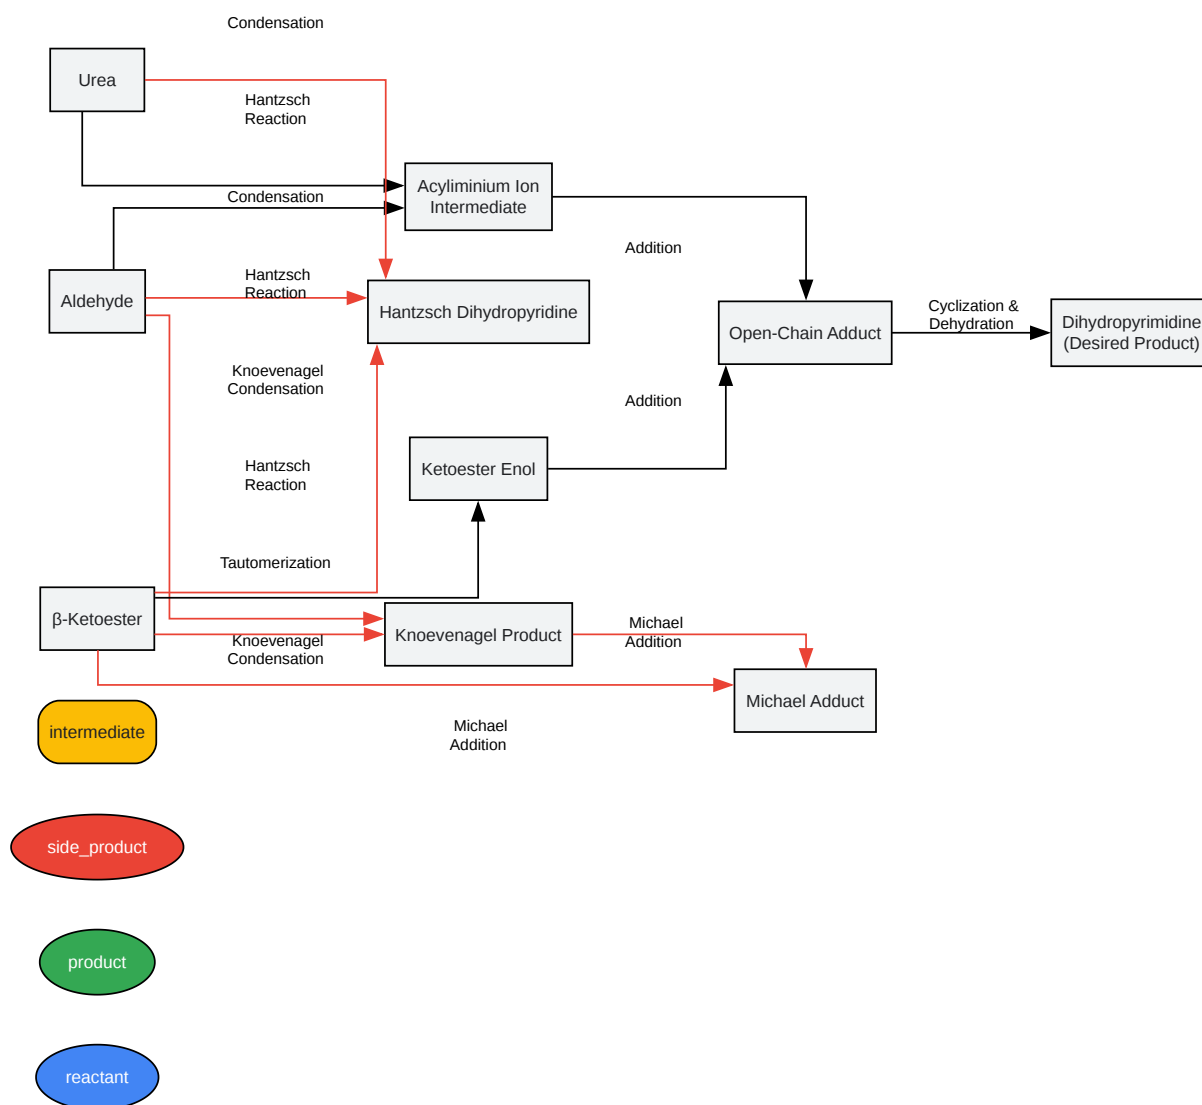 Condensation
Urea
Hantzsch
Reaction
Acyliminium Ion
Intermediate
Condensation
Addition
Hantzsch
Reaction
Aldehyde
Hantzsch Dihydropyridine
Cyclization &
Dehydration
Open-Chain Adduct
Dihydropyrimidine
(Desired Product)
Knoevenagel
Condensation
Addition
Hantzsch
Reaction
Ketoester Enol
Tautomerization
β-Ketoester
Knoevenagel Product
Michael
Addition
Knoevenagel
Condensation
Michael Adduct
Michael
Addition
intermediate
side_product
product
reactant